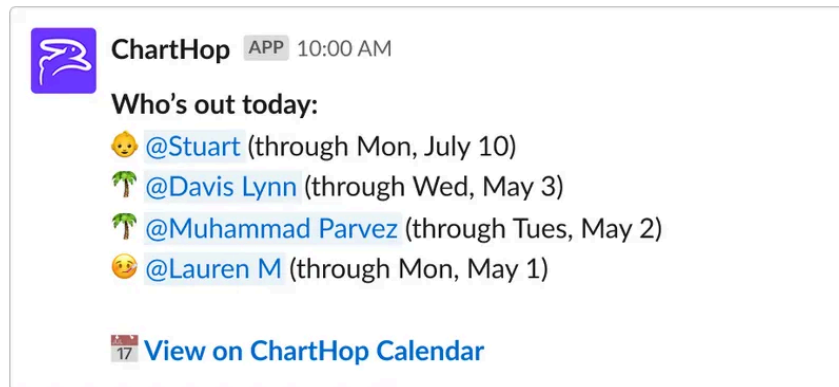 ChartHop APP 10:00 AM
Who's out today:
@Stuart (through Mon, July 10)
@Davis Lynn (through Wed, May 3)
@Muhammad Parvez (through Tues, May 2)
@Lauren M (through Mon, May 1)
17 View on ChartHop Calendar